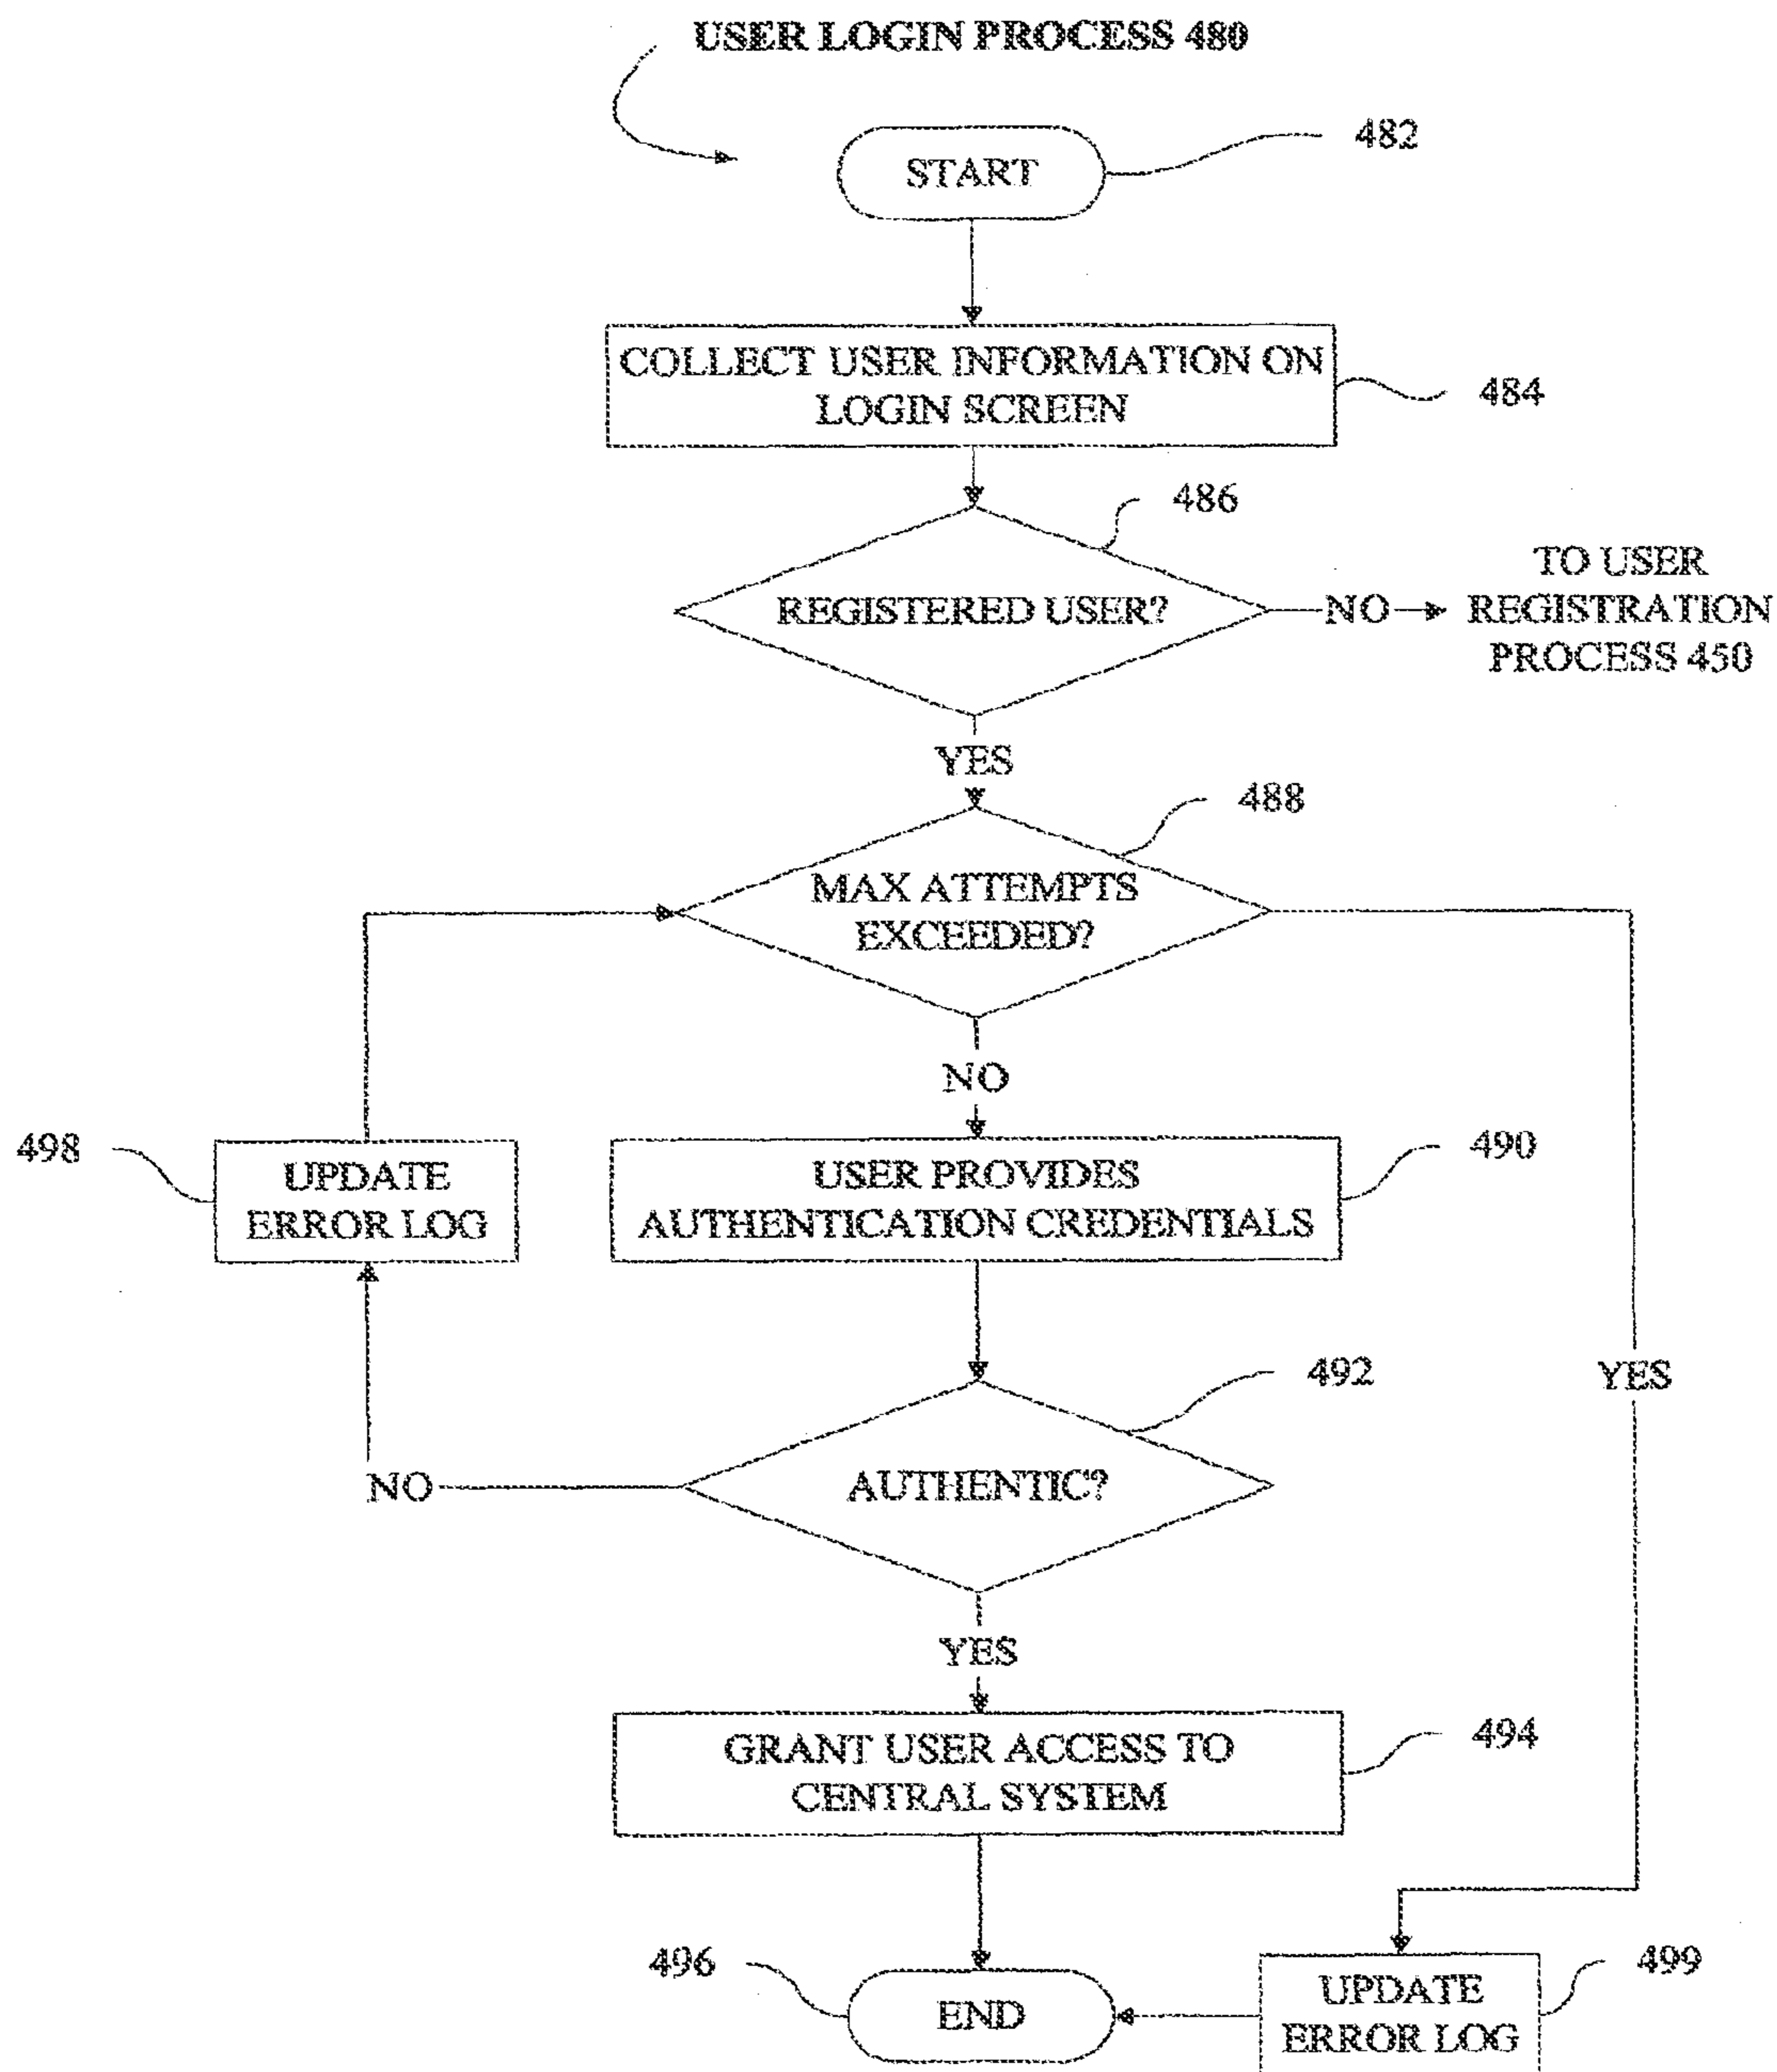 USER LOGIN PROCESS 480
START
482
COLLECT USER INFORMATION ON
LOGIN SCREEN
484
486
REGISTERED USER?
NO
TO USER
REGISTRATION
PROCESS 450
YES
488
MAX ATTEMPTS
EXCEEDED?
NO
498
UPDATE
ERROR LOG
USER PROVIDES
AUTHENTICATION CREDENTIALS
490
492
YES
AUTHENTIC?
NO
YES
GRANT USER ACCESS TO
CENTRAL SYSTEM
494
496
END
UPDATE
ERROR LOG
499